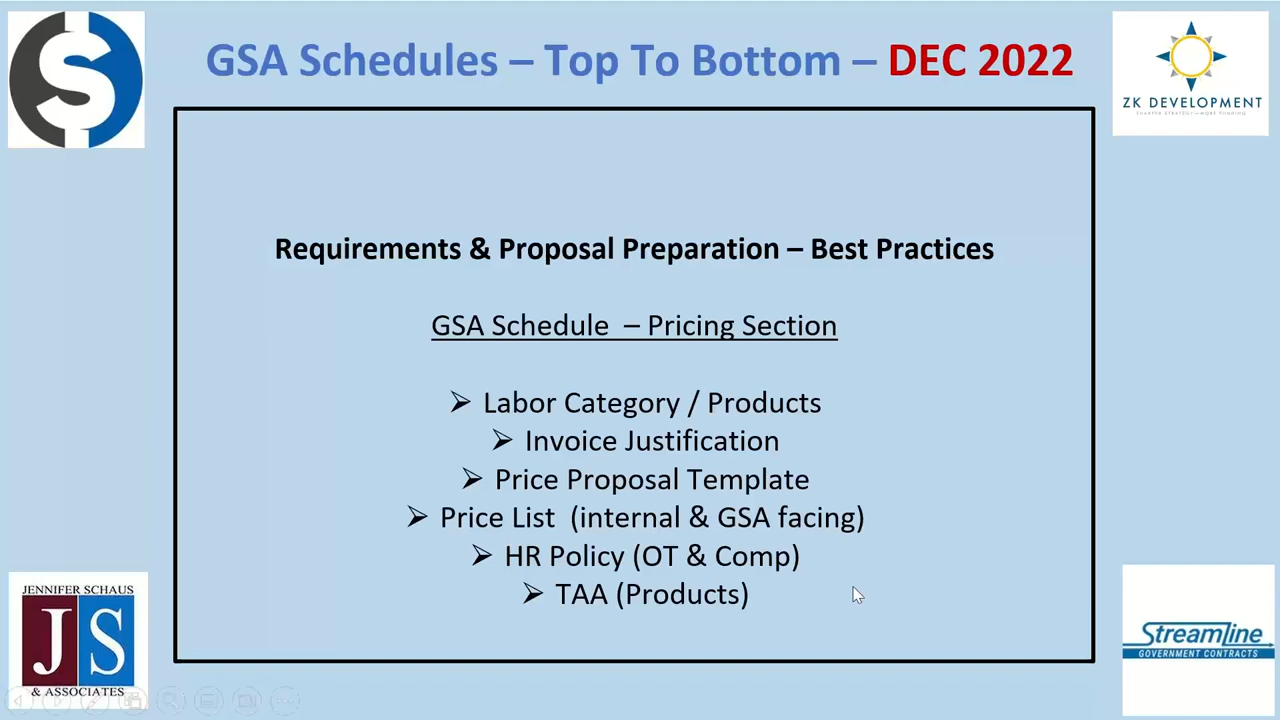 GSA Schedules – Top To Bottom – DEC 2022
ZK DEVELOPMENT
Requirements & Proposal Preparation – Best Practices
GSA Schedule – Pricing Section
➢ Labor Category / Products
➢ Invoice Justification
➢ Price Proposal Template
➢ Price List (internal & GSA facing)
➢ HR Policy (OT & Comp)
➢ TAA (Products)
JENNIFER SCHAUS
JS
& ASSOCIATES
Streamline
GOVERNMENT CONTRACTS